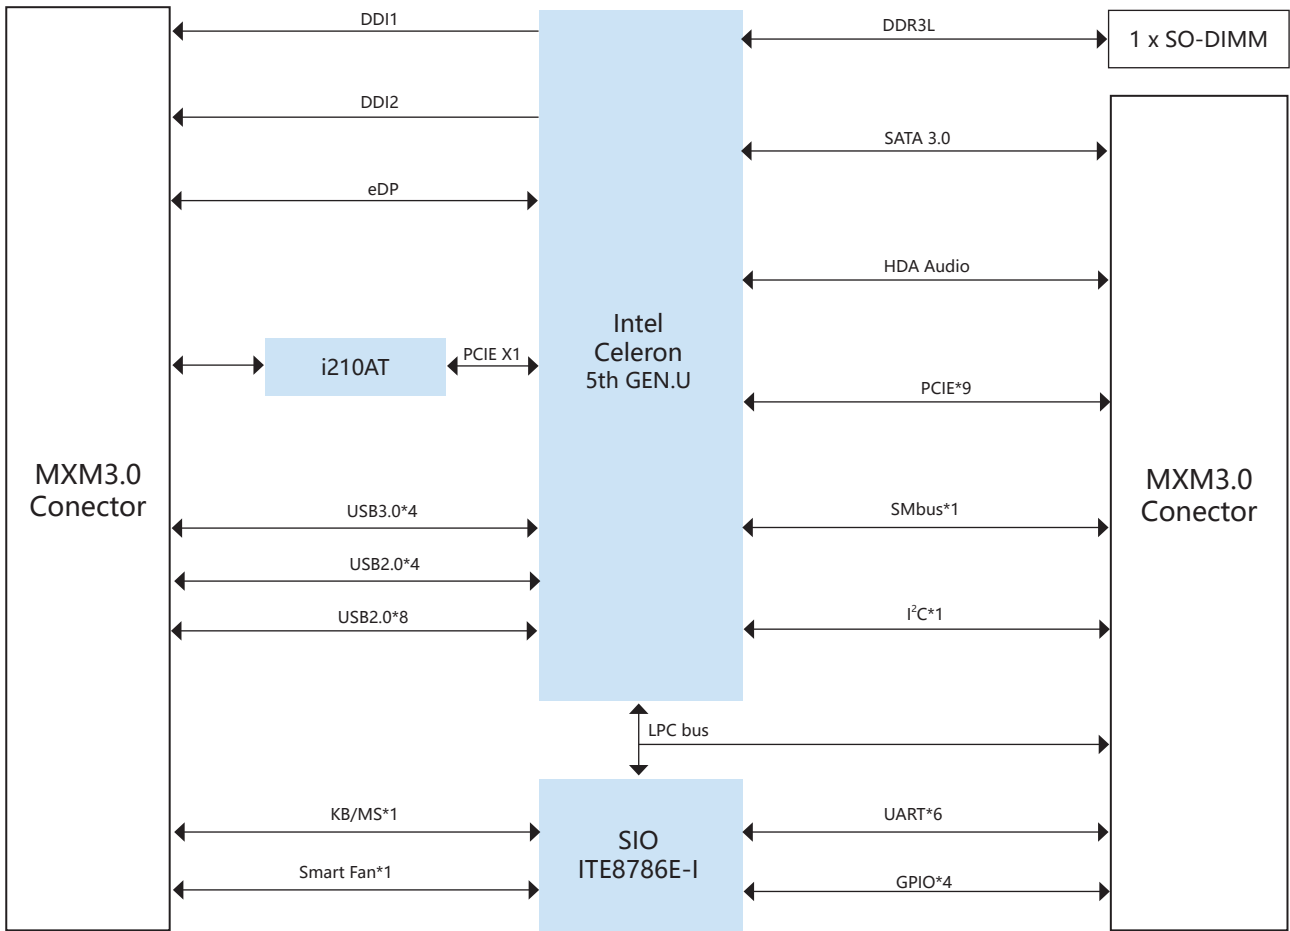 DDI1
DDR3L
1 x SO-DIMM
DDI2
SATA 3.0
eDP
HDA Audio
Intel
Celeron
5th GEN.U
i210AT
PCIE X1
PCIE*9
MXM3.0
Conector
MXM3.0
Conector
USB3.0*4
SMbus*1
USB2.0*4
USB2.0*8
I²C*1
LPC bus
KB/MS*1
UART*6
SIO
ITE8786E-I
Smart Fan*1
GPIO*4